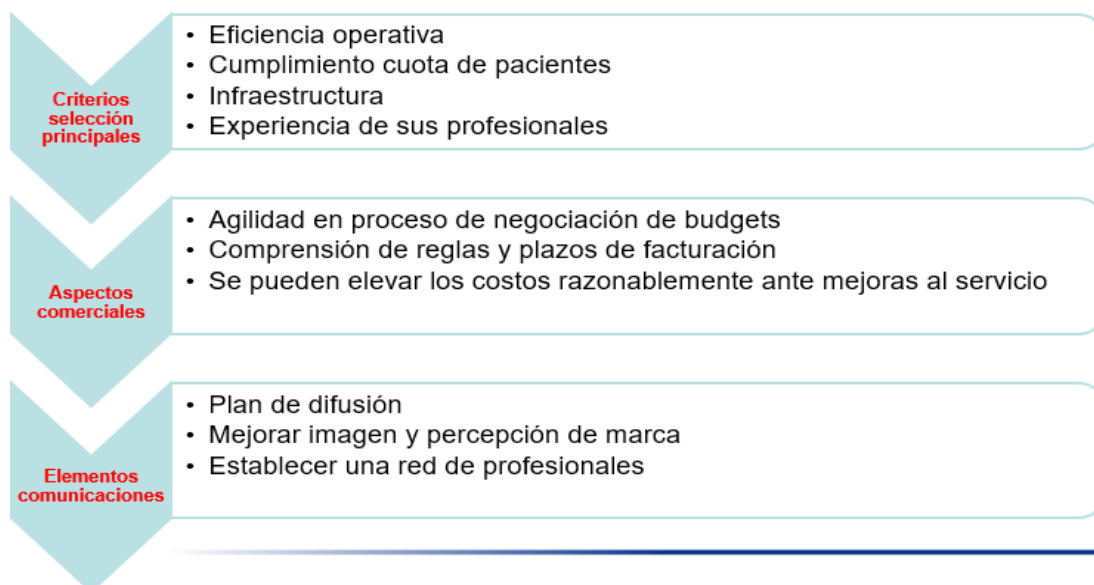 Criterios
selección
principales
• Eficiencia operativa
• Cumplimiento cuota de pacientes
• Infraestructura
• Experiencia de sus profesionales
Aspectos
comerciales
• Agilidad en proceso de negociación de budgets
• Comprensión de reglas y plazos de facturación
• Se pueden elevar los costos razonablemente ante mejoras al servicio
Elementos
comunicaciones
• Plan de difusión
• Mejorar imagen y percepción de marca
• Establecer una red de profesionales